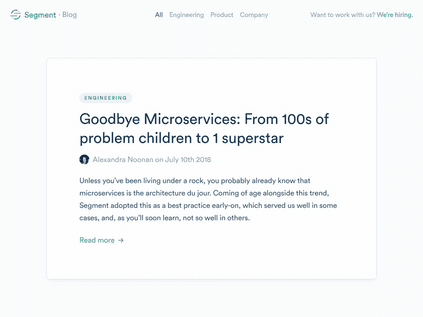 Segment · Blog
All Engineering Product Company
Want to work with us? We're hiring.
ENGINEERING
Goodbye Microservices: From 100s of
problem children to 1 superstar
Alexandra Noonan on July 10th 2018
Unless you've been living under a rock, you probably already know that
microservices is the architecture du jour. Coming of age alongside this trend,
Segment adopted this as a best practice early-on, which served us well in some
cases, and, as you'll soon learn, not so well in others.
Read more →